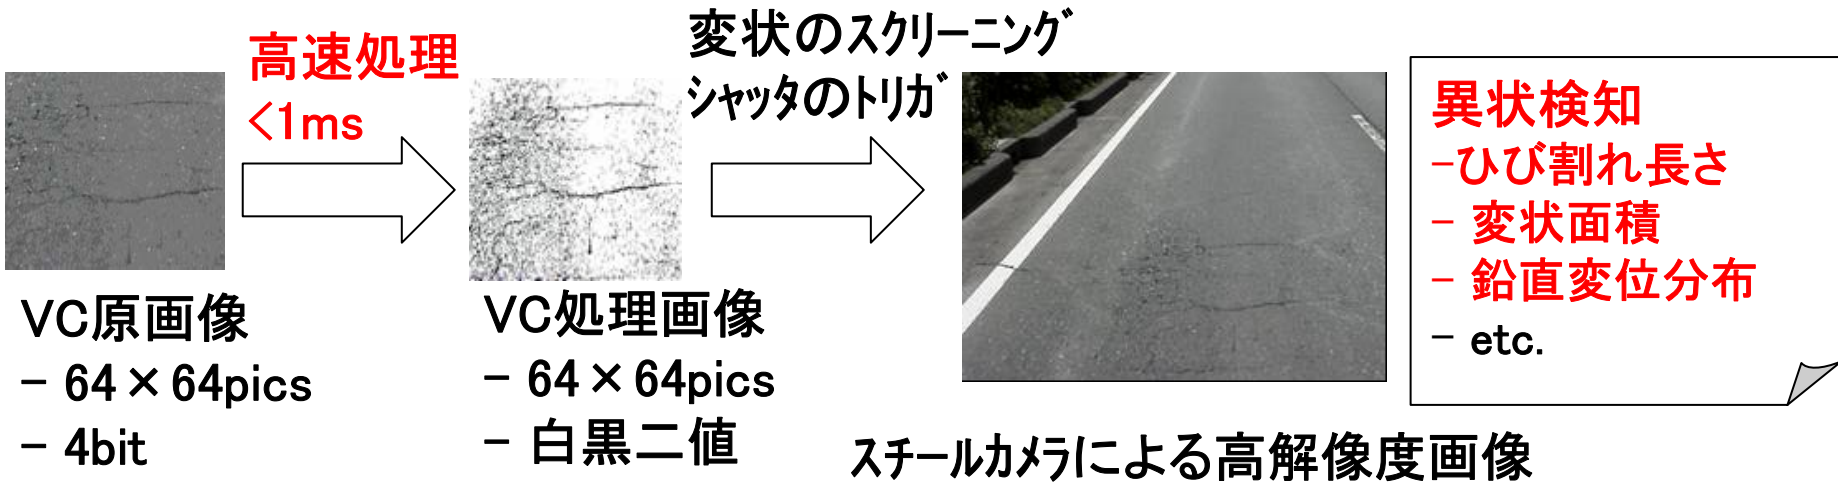 高速処理
<1ms
変状のスクリーニング
シャッタのトリガ
VC原画像
- 64×64pics
- 4bit
VC処理画像
- 64×64pics
- 白黒二値
スチールカメラによる高解像度画像
異状検知
-ひび割れ長さ
- 変状面積
- 鉛直変位分布
- etc.